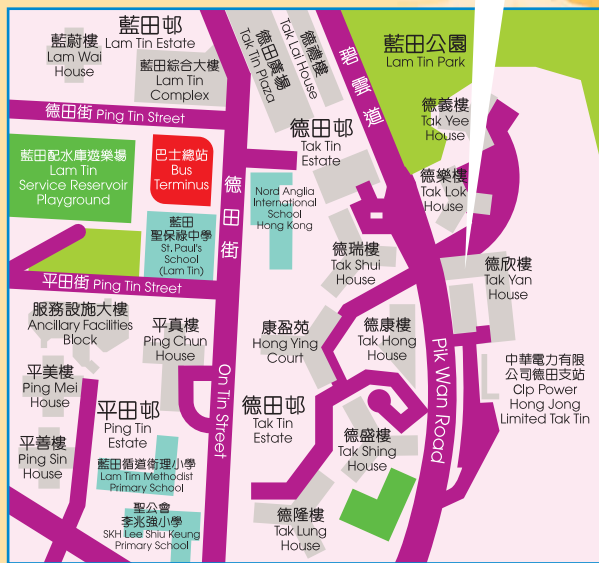 藍田邨
Lam Tin Estate
藍蔚樓
Lam Wai
House
藍田綜合大樓
Lam Tin
Complex
德田廣場
Tak Tin Plaza
德禮樓
Tak Lai House
碧雲道
藍田公園
Lam Tin Park
德義樓
Tak Yee
House
德田街 Ping Tin Street
德田邨
Tak Tin
Estate
藍田配水庫遊樂場
Lam Tin
Service Reservoir
Playground
巴士總站
Bus
Terminus
德田街
Nord Anglia
International
School
Hong Kong
德樂樓
Tak Lok
House
藍田
聖保祿中學
St. Paul's
School
(Lam Tin)
德瑞樓
Tak Shui
House
德欣樓
Tak Yan
House
平田街 Ping Tin Street
服務設施大樓
Ancillary Facilities
Block
平真樓
Ping Chun
House
康盈苑
Hong Ying
Court
德康樓
Tak Hong
House
Pik Wan Road
中華電力有限
公司德田支站
Clp Power
Hong Jong
Limited Tak Tin
平美樓
Ping Mei
House
On Tin Street
平田邨
Ping Tin
Estate
德田邨
Tak Tin
Estate
平善樓
Ping Sin
House
德盛樓
Tak Shing
House
藍田循道衛理小學
Lam Tim Methodist
Primary School
聖公會
李兆強小學
SKH Lee Shiu Keung
Primary School
德隆樓
Tak Lung
House